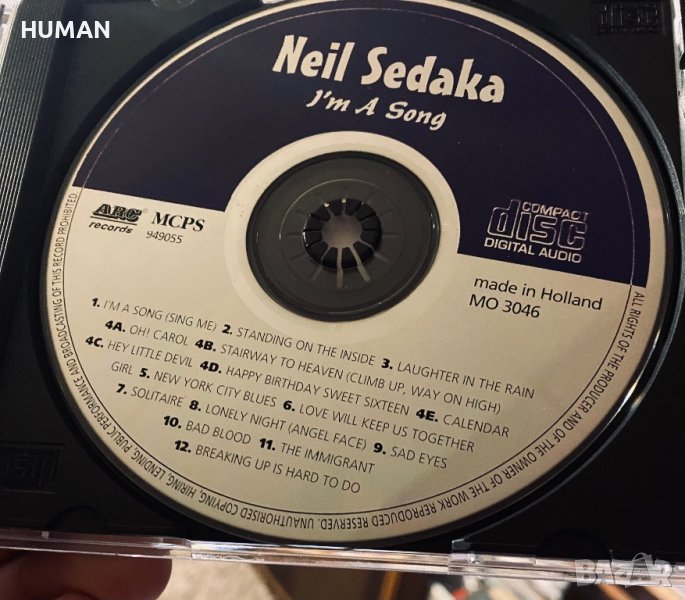 HUMAN
Neil Sedaka
I'm A Song
ARC
records
MCPS
949055
COMPACT
disc
DIGITAL AUDIO
made in Holland
MO 3046
1. I'M A SONG (SING ME) 2. STANDING ON THE INSIDE 3. LAUGHTER IN THE RAIN
4A. OH! CAROL 4B. STAIRWAY TO HEAVEN (CLIMB UP, WAY ON HIGH)
4C. HEY LITTLE DEVIL 4D. HAPPY BIRTHDAY SWEET SIXTEEN 4E. CALENDAR
GIRL 5. NEW YORK CITY BLUES 6. LOVE WILL KEEP US TOGETHER
7. SOLITAIRE 8. LONELY NIGHT (ANGEL FACE) 9. SAD EYES
10. BAD BLOOD 11. THE IMMIGRANT
12. BREAKING UP IS HARD TO DO
ALL RIGHTS OF THE PRODUCER AND OF THE OWNER OF THE WORK REPRODUCED RESERVED. UNAUTHORISED COPYING, HIRING, LENDING, PUBLIC PERFORMANCE AND BROADCASTING OF THIS RECORD PROHIBITED.
BAZAR